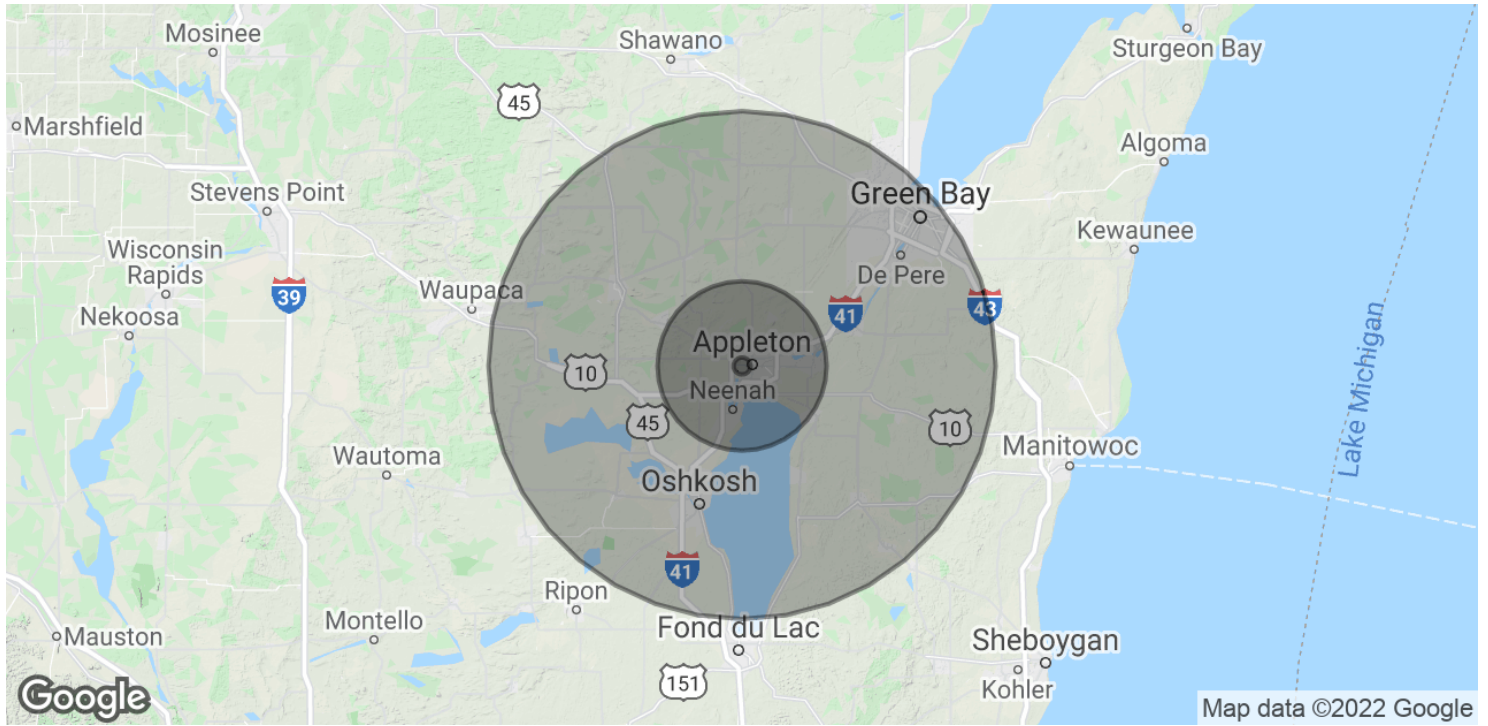 Mosinee
Shawano
Sturgeon Bay
45
Marshfield
Algoma
Stevens Point
Green Bay
Kewaunee
Wisconsin
Rapids
De Pere
Waupaca
39
41
43
Nekoosa
Appleton
10
Neenah
45
10
Lake Michigan
Manitowoc
Wautoma
Oshkosh
41
Ripon
Montello
Fond du Lac
Sheboygan
Mauston
151
Kohler
Google
Map data ©2022 Google